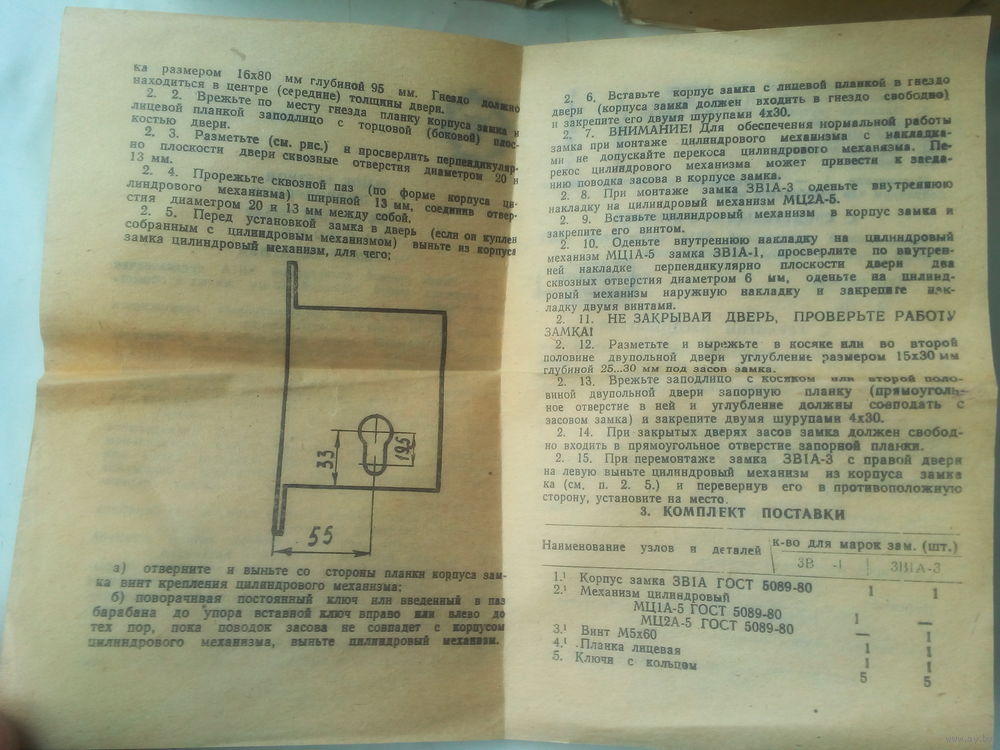 ка размером 16x80 мм глубиной 95 мм. Гнездо должно
находиться в центре (середине) толщины двери.
2. 2. Врежьте по месту гнезда планку корпуса замка и
лицевой планкой заподлицо с торцовой (боковой) плос-
костью двери.
2. 3. Разметьте (см. рис.) и просверлить перпендикуляр-
но плоскости двери сквозные отверстия диаметром 20 и
13 мм.
2. 4. Прорежьте сквозной паз (по форме корпуса ци-
линдрового механизма) шириной 13 мм, соединив отвер-
стия диаметром 20 и 13 мм между собой.
2. 5. Перед установкой замка в дверь (если он куплен
собранным с цилиндровым механизмом) выньте из корпуса
замка цилиндровый механизм, для чего;
33
19,5
55
а) отверните и выньте со стороны планки корпуса зам-
ка винт крепления цилиндрового механизма;
б) поворачивая постоянный ключ или введенный в паз
барабана до упора вставной ключ вправо или влево до
тех пор, пока поводок засова не совпадет с корпусом
цилиндрового механизма, выньте цилиндровый механизм.
2. 6. Вставьте корпус замка с лицевой планкой в гнездо
двери (корпуса замка должен входить в гнездо свободно)
и закрепите его двумя шурупами 4x30.
2. 7. ВНИМАНИЕ! Для обеспечения нормальной работы
замка при монтаже цилиндрового механизма с накладка-
ми не допускайте перекоса цилиндрового механизма. Пе-
рекос цилиндрового механизма может привести к заеда-
нию поводка засова в корпусе замка.
2. 8. При монтаже замка ЗВ1А-3 оденьте внутреннюю
накладку на цилиндровый механизм МЦ2А-5.
2. 9. Вставьте цилиндровый механизм в корпус замка и
закрепите его винтом.
2. 10. Оденьте внутреннюю накладку на цилиндровый
механизм МЦ1А-5 замка ЗВ1А-1, просверлите по внутрен-
ней накладке перпендикулярно плоскости двери два
сквозных отверстия диаметром 6 мм, оденьте на цилинд-
ровый механизм наружную накладку и закрепите нак-
ладку двумя винтами.
2. 11. НЕ ЗАКРЫВАЙ ДВЕРЬ, ПРОВЕРЬТЕ РАБОТУ
ЗАМКА!
2. 12. Разметьте и вырежьте в косяке или во второй
половине двупольной двери углубление размером 15x30 мм
глубиной 25...30 мм под засов замка.
2. 13. Врежьте заподлицо с косяком или второй поло-
виной двупольной двери запорную планку (прямоуголь-
ное отверстие в ней и углубление должны совподать с
засовом замка) и закрепите двумя шурупами 4x30.
2. 14. При закрытых дверях засов замка должен свобод-
но входить в прямоугольное отверстие запорной планки.
2. 15. При перемонтаже замка ЗВ1А-3 с правой двери
на левую выньте цилиндровый механизм из корпуса замка
ка (см. п. 2. 5.) и перевернув его в противоположную
сторону, установите на место.
3. КОМПЛЕКТ ПОСТАВКИ
Наименование узлов и деталей к-во для марок зам. (шт.)
ЗВ -1 ЗВ1А-3
1. Корпус замка ЗВ1А ГОСТ 5089-80 1 1
2. Механизм цилиндровый
МЦ1А-5 ГОСТ 5089-80 1 —
МЦ2А-5 ГОСТ 5089-80 — 1
3. Винт М5x60 1 1
4. Планка лицевая 1 1
5. Ключи с кольцом 5 5